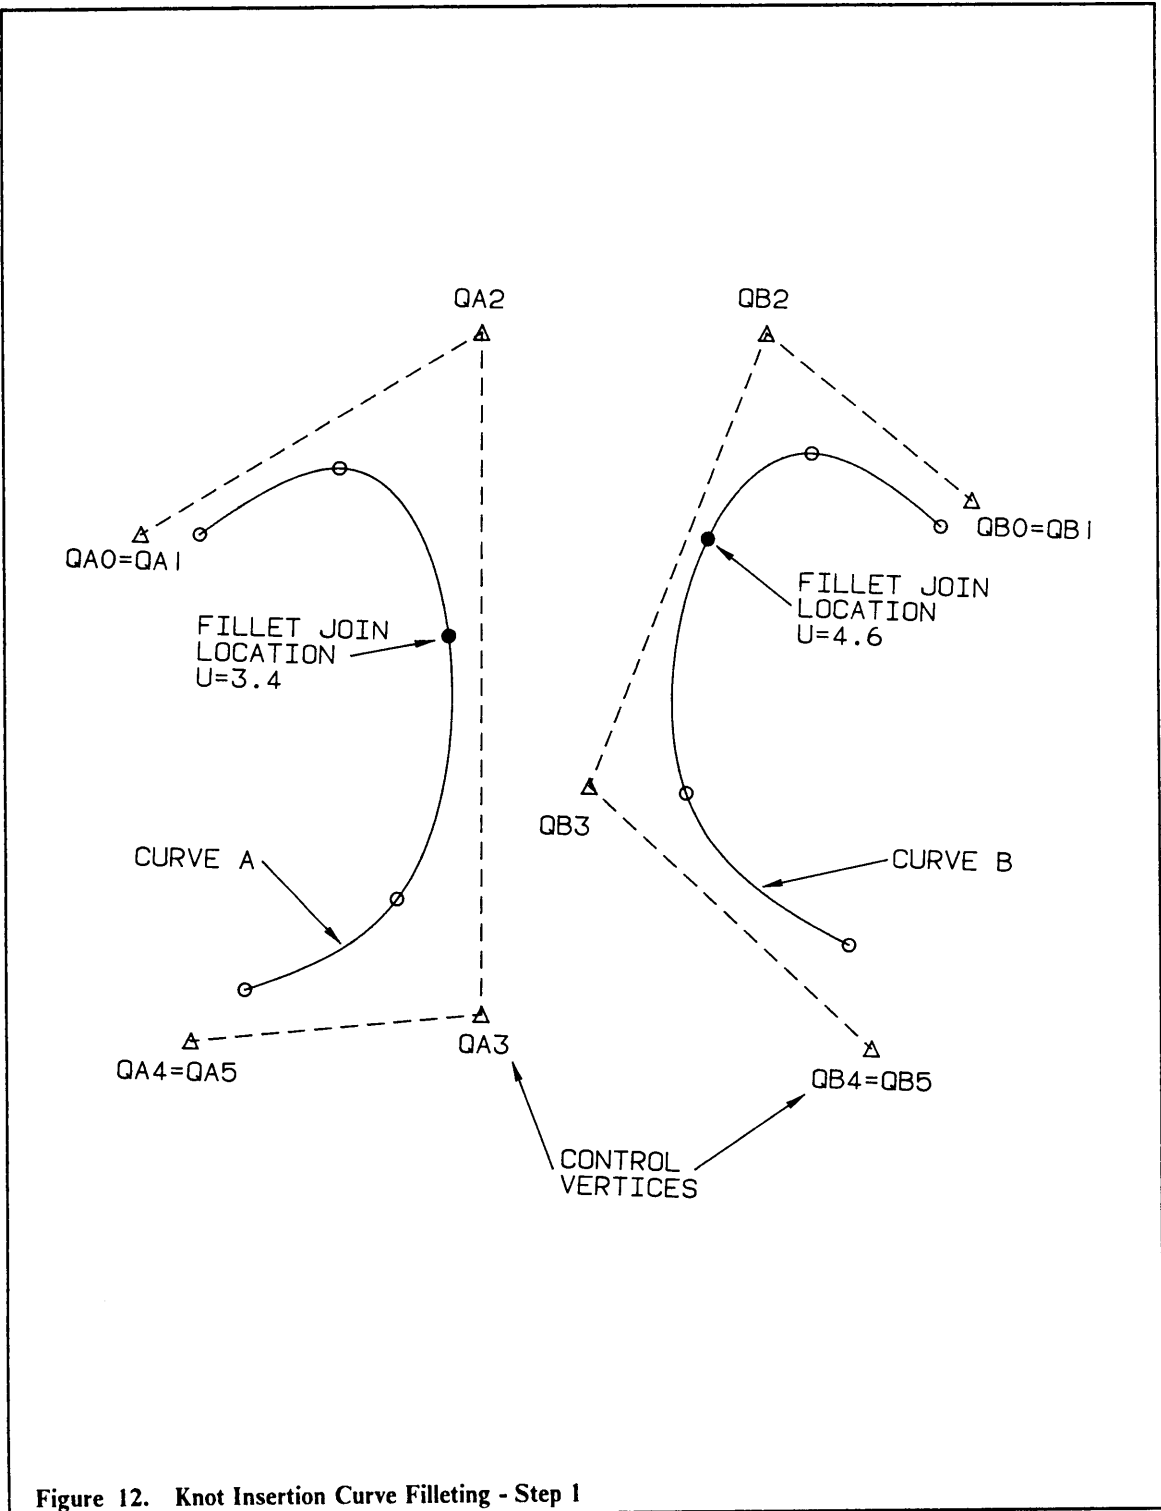 QA2
QB2
QA0=QA1
QB0=QB1
FILLET JOIN
LOCATION
U=3.4
FILLET JOIN
LOCATION
U=4.6
QB3
CURVE A
CURVE B
QA3
QA4=QA5
QB4=QB5
CONTROL
VERTICES
Figure 12. Knot Insertion Curve Filleting - Step 1